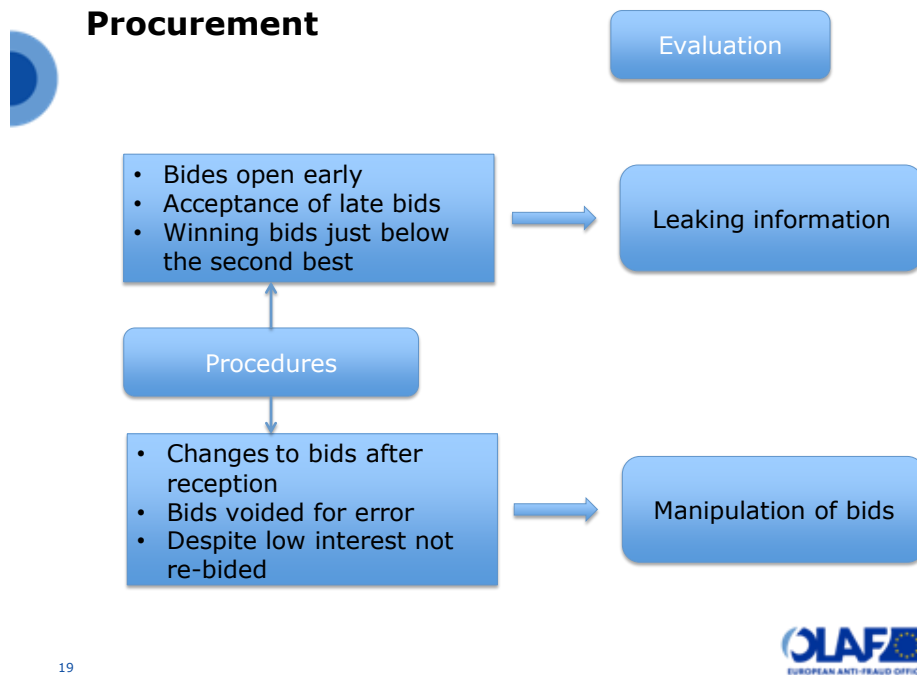 Procurement
Evaluation
• Bides open early
• Acceptance of late bids
• Winning bids just below
the second best
Leaking information
Procedures
• Changes to bids after
reception
• Bids voided for error
• Despite low interest not
re-bided
Manipulation of bids
19
OLAF
EUROPEAN ANTI-FRAUD OFFIC